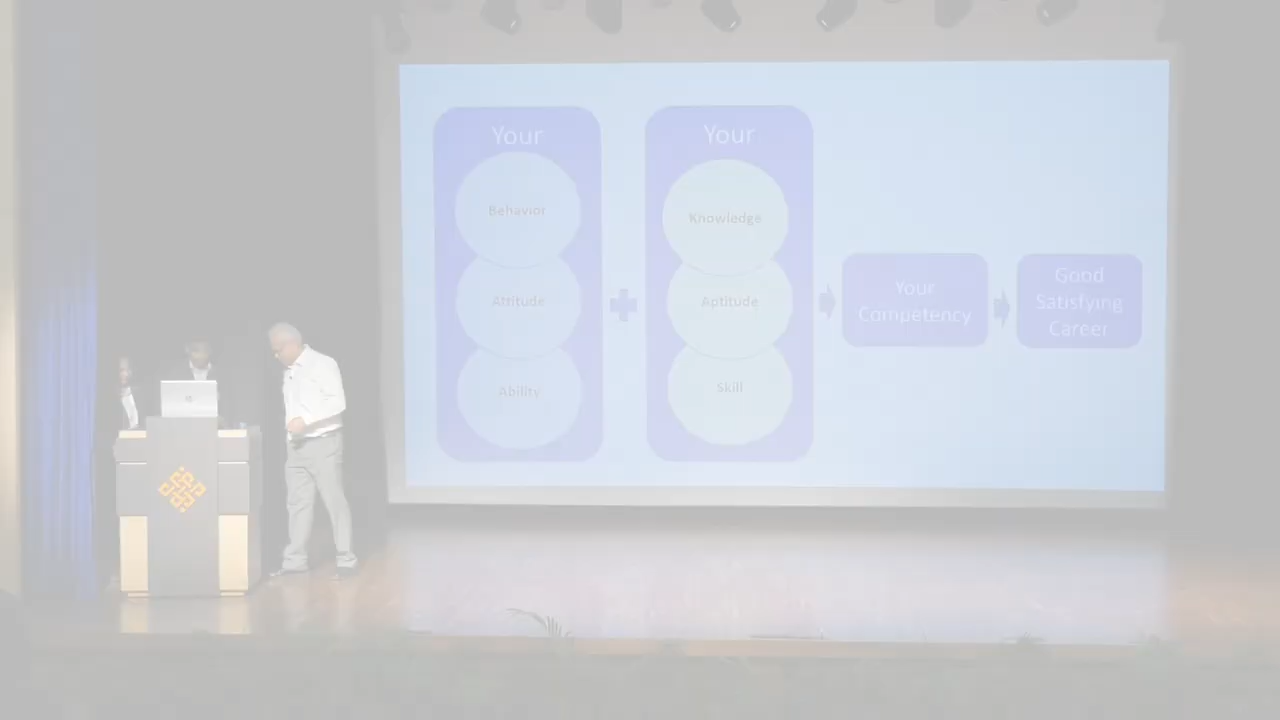 Your
Behavior
Attitude
Ability
Your
Knowledge
Aptitude
Skill
Your
Competency
Good
Satisfying
Career